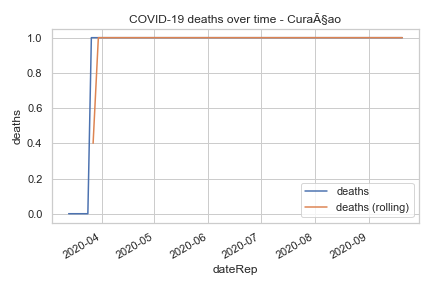 COVID-19 deaths over time - CuraÃ§ao
deaths
1.0
0.8
0.6
0.4
0.2
0.0
deaths
deaths (rolling)
2020-04
2020-05
2020-06
2020-07
2020-08
2020-09
dateRep